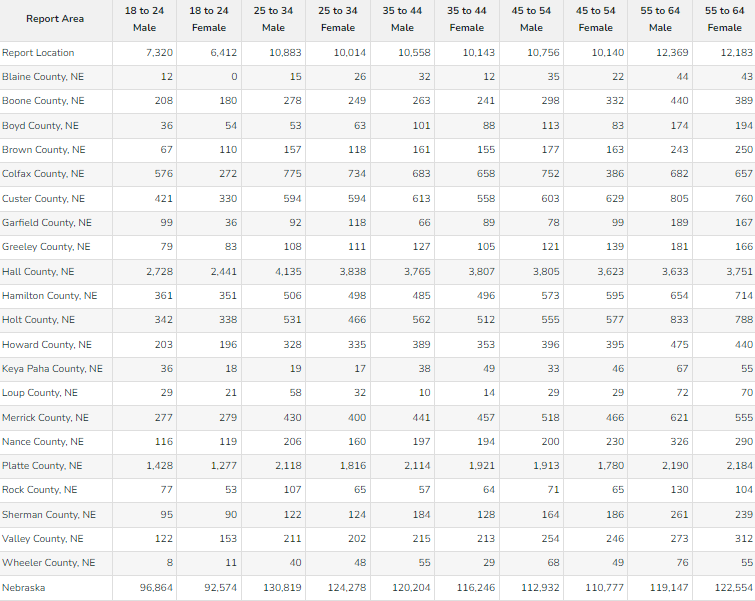 Report Area 18 to 24 Male 18 to 24 Female 25 to 34 Male 25 to 34 Female 35 to 44 Male 35 to 44 Female 45 to 54 Male 45 to 54 Female 55 to 64 Male 55 to 64 Female
Report Location 7,320 6,412 10,883 10,014 10,558 10,143 10,756 10,140 12,369 12,183
Blaine County, NE 12 0 15 26 32 12 35 22 44 43
Boone County, NE 208 180 278 249 263 241 298 332 440 389
Boyd County, NE 36 54 53 63 101 88 113 83 174 194
Brown County, NE 67 110 157 118 161 155 177 163 243 250
Colfax County, NE 576 272 775 734 683 658 752 386 682 657
Custer County, NE 421 330 594 594 613 558 603 629 805 760
Garfield County, NE 99 36 92 118 66 89 78 99 189 167
Greeley County, NE 79 83 108 111 127 105 121 139 181 166
Hall County, NE 2,728 2,441 4,135 3,838 3,765 3,807 3,805 3,623 3,633 3,751
Hamilton County, NE 361 351 506 498 485 496 573 595 654 714
Holt County, NE 342 338 531 466 562 512 555 577 833 788
Howard County, NE 203 196 328 335 389 353 396 395 475 440
Keya Paha County, NE 36 18 19 17 38 49 33 46 67 55
Loup County, NE 29 21 58 32 10 14 29 29 72 70
Merrick County, NE 277 279 430 400 441 457 518 466 621 555
Nance County, NE 116 119 206 160 197 194 200 230 326 290
Platte County, NE 1,428 1,277 2,118 1,816 2,114 1,921 1,913 1,780 2,190 2,184
Rock County, NE 77 53 107 65 57 64 71 65 130 104
Sherman County, NE 95 90 122 124 184 128 164 186 261 239
Valley County, NE 122 153 211 202 215 213 254 246 273 312
Wheeler County, NE 8 11 40 48 55 29 68 49 76 55
Nebraska 96,864 92,574 130,819 124,278 120,204 116,246 112,932 110,777 119,147 122,554